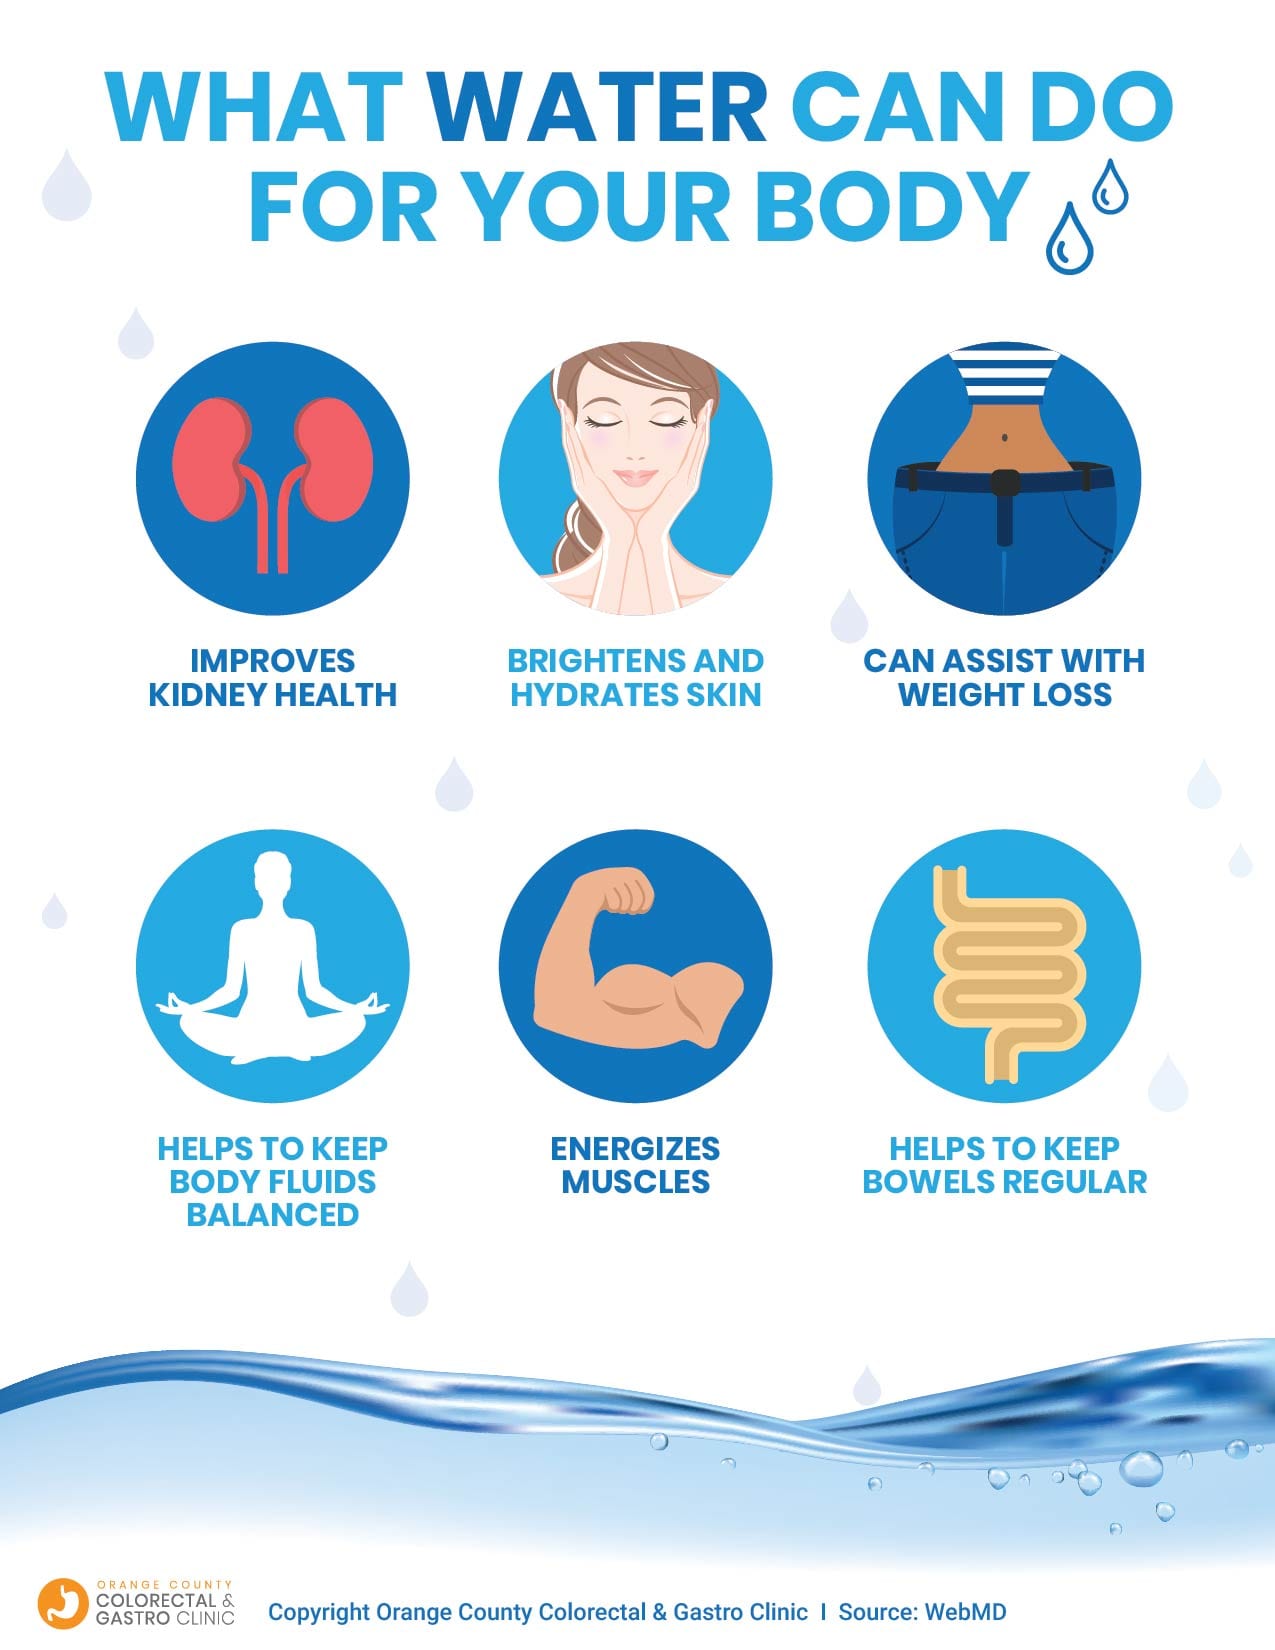 WHAT WATER CAN DO
FOR YOUR BODY
IMPROVES
KIDNEY HEALTH
BRIGHTENS AND
HYDRATES SKIN
CAN ASSIST WITH
WEIGHT LOSS
HELPS TO KEEP
BODY FLUIDS
BALANCED
ENERGIZES
MUSCLES
HELPS TO KEEP
BOWELS REGULAR
ORANGE COUNTY
COLORECTAL &
GASTRO CLINIC
Copyright Orange County Colorectal & Gastro Clinic I Source: WebMD